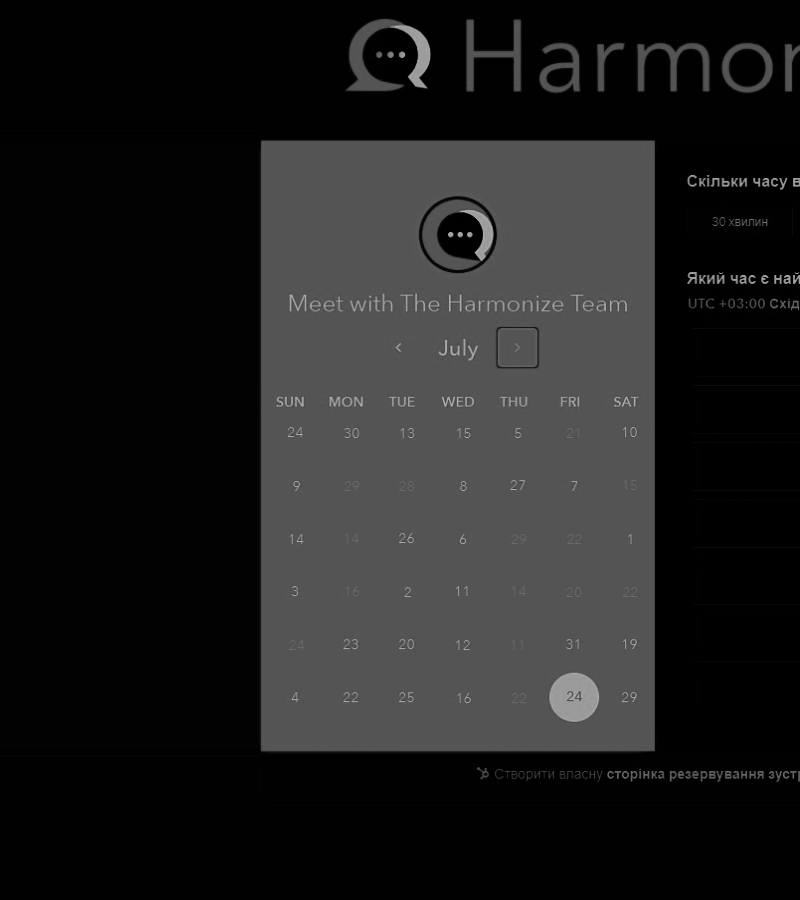 Harmon
Скільки часу в
30 хвилин
Meet with The Harmonize Team
Який час є най
UTC +03:00 Схід
July
SUN MON TUE WED THU FRI SAT
24 30 13 15 5 21 10
9 29 28 8 27 7 15
14 14 26 6 29 22 1
3 16 2 11 14 20 22
24 23 20 12 11 31 19
4 22 25 16 22 24 29
Створити власну сторінка резервування зустр